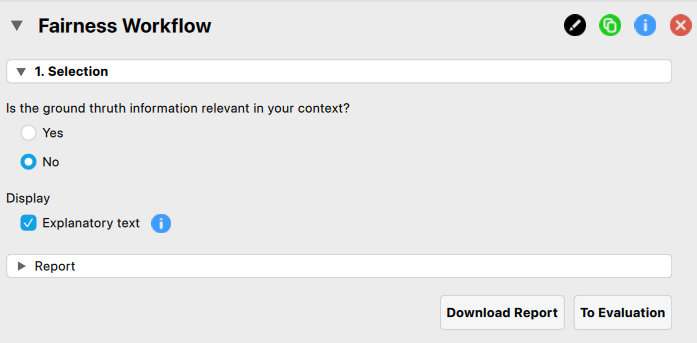 Fairness Workflow
1. Selection
Is the ground thruth information relevant in your context?
Yes
No
Display
Explanatory text
Report
Download Report
To Evaluation